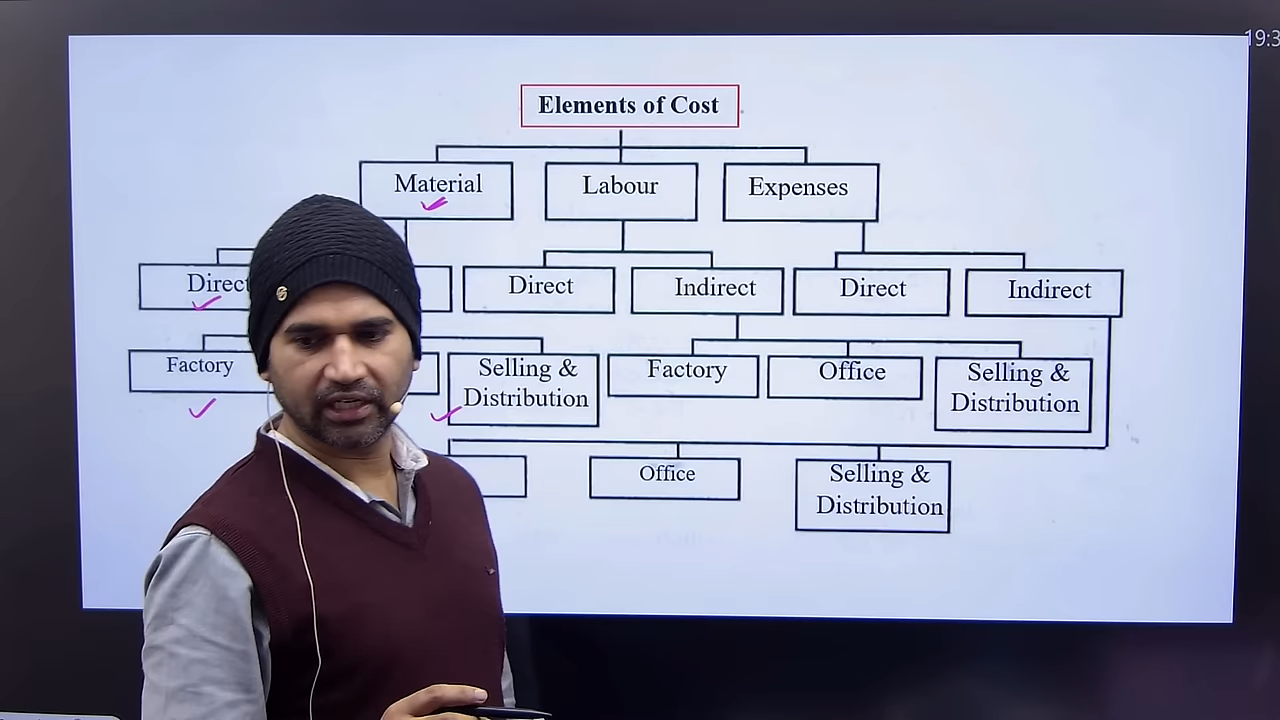 19:3
Elements of Cost
Material
Labour
Expenses
Direct
Direct
Indirect
Direct
Indirect
Factory
Selling &
Distribution
Factory
Office
Selling &
Distribution
Office
Selling &
Distribution